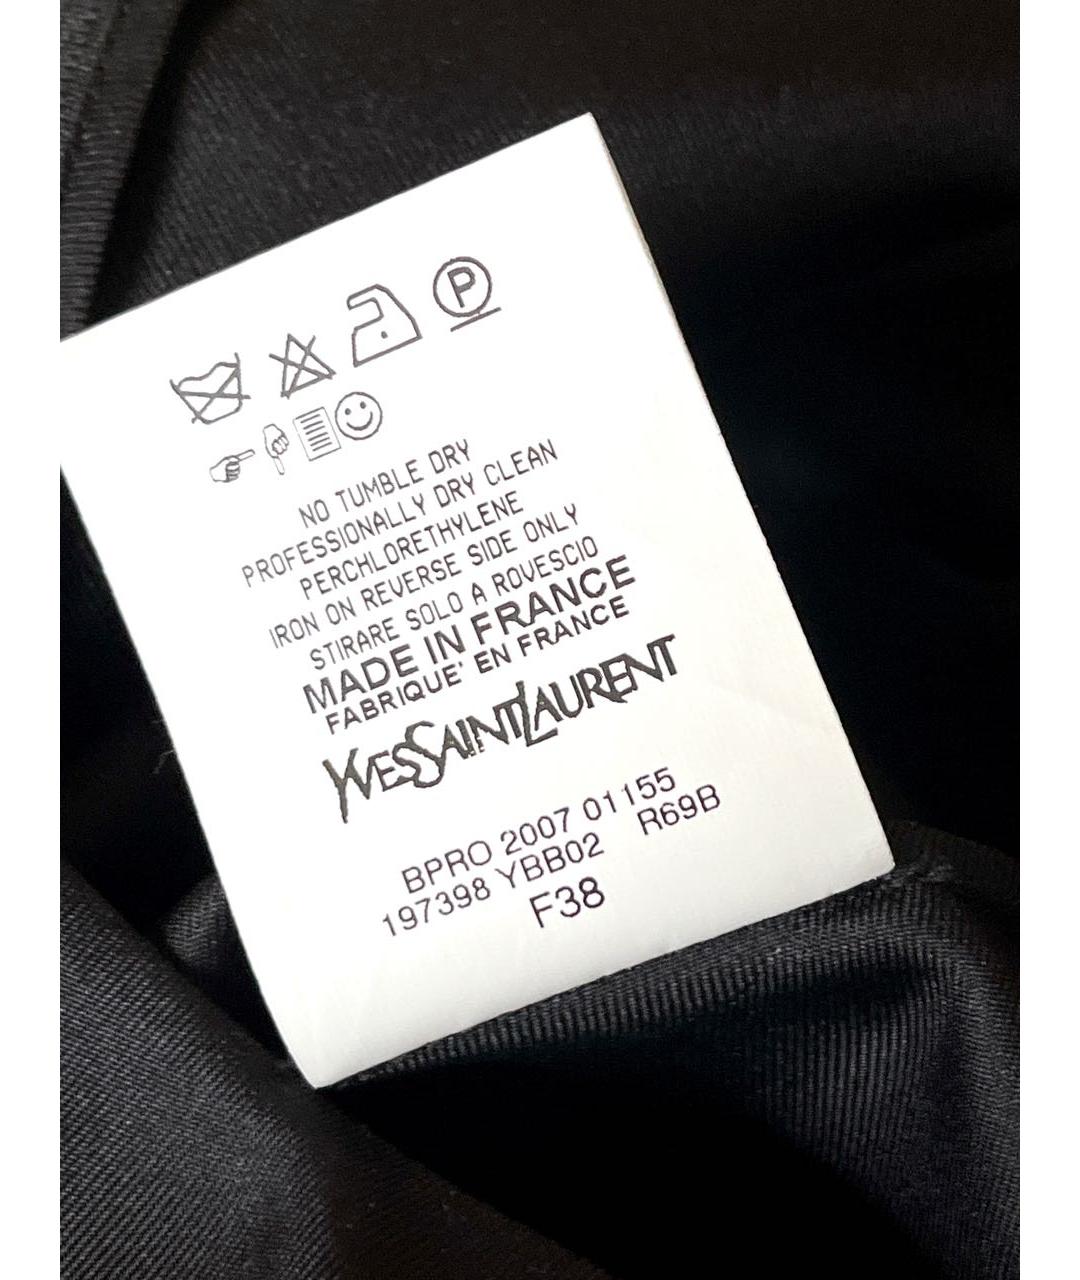 P
NO TUMBLE DRY
PROFESSIONALLY DRY CLEAN
PERCHLORETHYLENE
IRON ON REVERSE SIDE ONLY
STIRARE SOLO A ROVESCIO
MADE IN FRANCE
FABRIQUE' EN FRANCE
YVESSAINTLAURENT
BPRO 2007 01155
197398 YBB02 R69B
F38